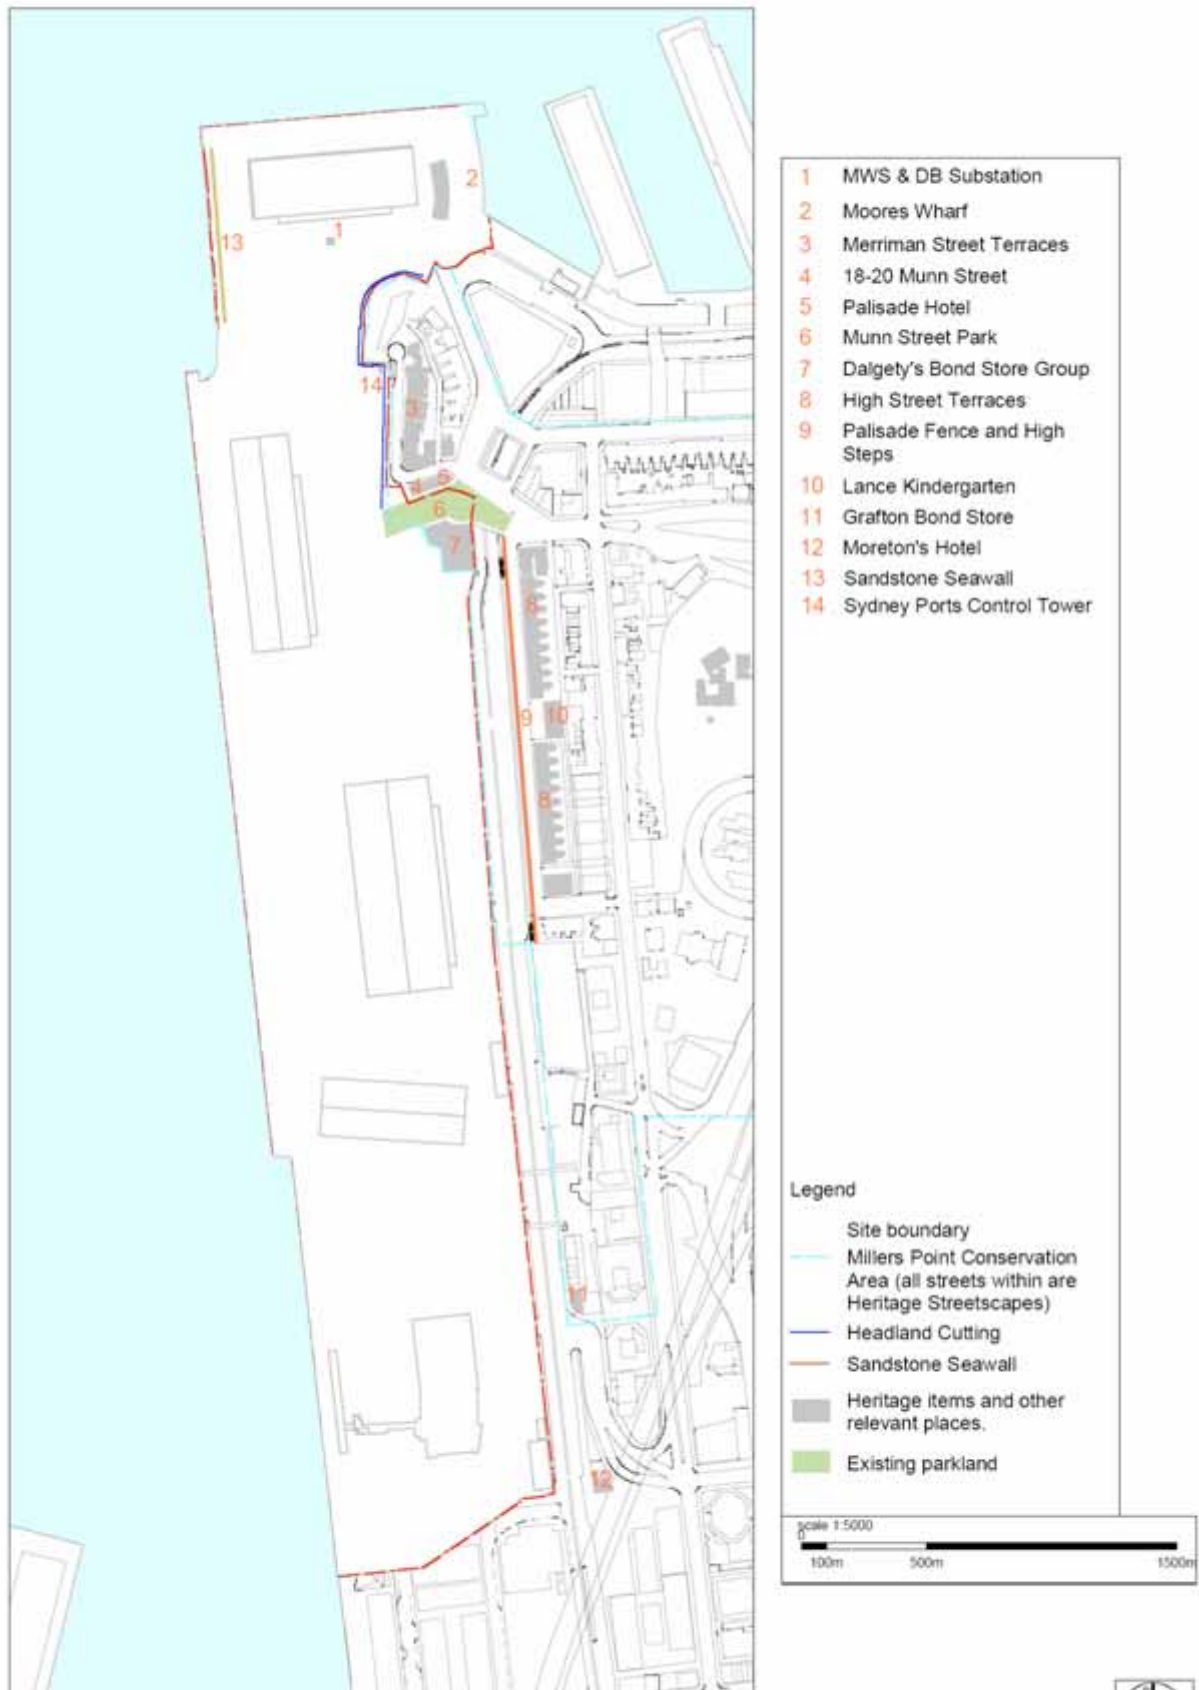 1 MWS & DB Substation
2 Moores Wharf
3 Merriman Street Terraces
4 18-20 Munn Street
5 Palisade Hotel
6 Munn Street Park
7 Dalgety's Bond Store Group
8 High Street Terraces
9 Palisade Fence and High
Steps
10 Lance Kindergarten
11 Grafton Bond Store
12 Moreton's Hotel
13 Sandstone Seawall
14 Sydney Ports Control Tower
2
1
13
14
3
5
4
6
7
8
9
10
8
11
12
Legend
Site boundary
Millers Point Conservation
Area (all streets within are
Heritage Streetscapes)
Headland Cutting
Sandstone Seawall
Heritage items and other
relevant places.
Existing parkland
scale 1:5000
0
100m 500m 1500m